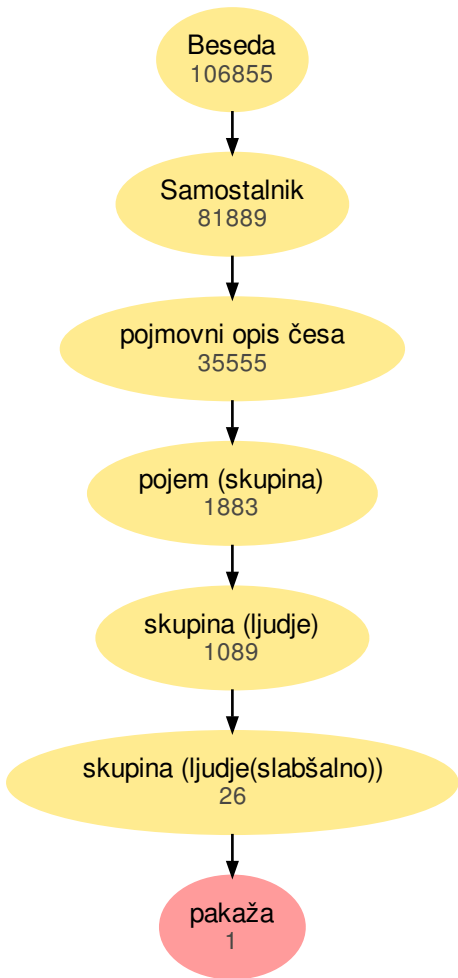 Beseda
106855
Samostalnik
81889
pojmovni opis česa
35555
pojem (skupina)
1883
skupina (ljudje)
1089
skupina (ljudje(slabšalno))
26
pakaža
1